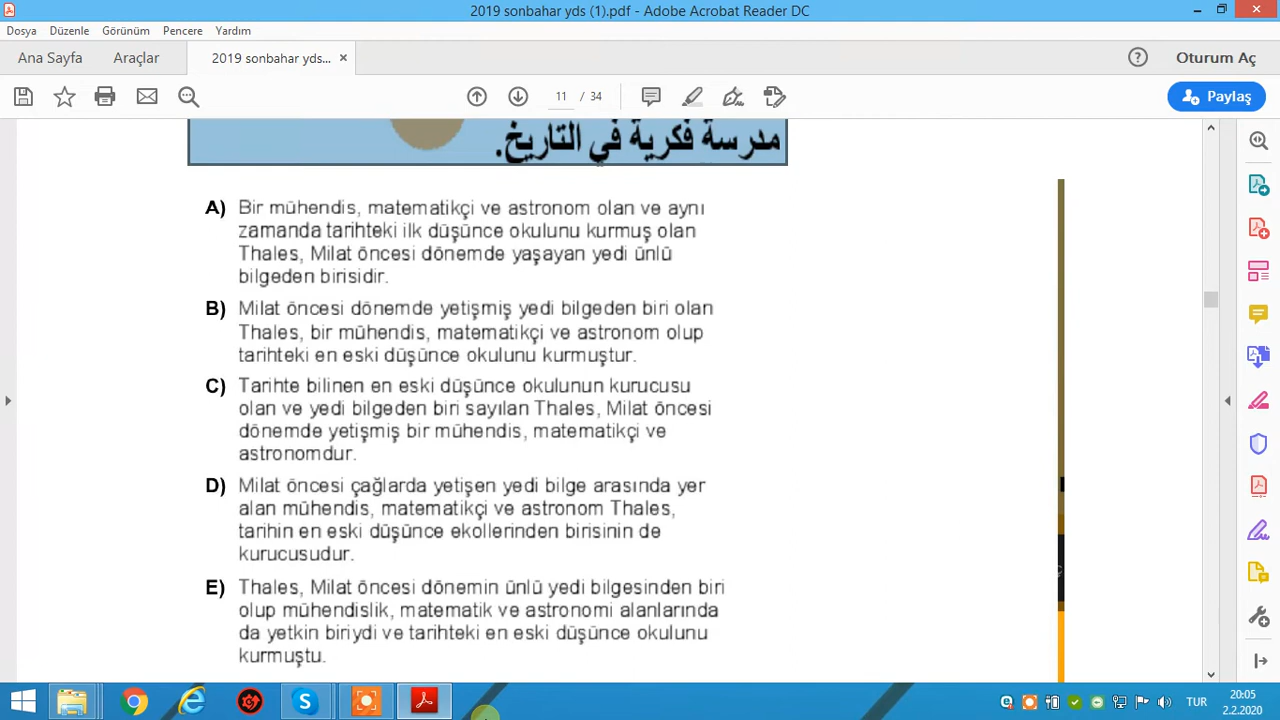 2019 sonbahar yds (1).pdf - Adobe Acrobat Reader DC
Dosya Düzenle Görünüm Pencere Yardım
Ana Sayfa Araçlar 2019 sonbahar yds... × Oturum Aç
11 / 34 Paylaş
مدرسة فكرية في التاريخ.
A) Bir mühendis, matematikçi ve astronom olan ve aynı
zamanda tarihteki ilk düşünce okulunu kurmuş olan
Thales, Milat öncesi dönemde yaşayan yedi ünlü
bilgeden birisidir.
B) Milat öncesi dönemde yetişmiş yedi bilgeden biri olan
Thales, bir mühendis, matematikçi ve astronom olup
tarihteki en eski düşünce okulunu kurmuştur.
C) Tarihte bilinen en eski düşünce okulunun kurucusu
olan ve yedi bilgeden biri sayılan Thales, Milat öncesi
dönemde yetişmiş bir mühendis, matematikçi ve
astronomdur.
D) Milat öncesi çağlarda yetişen yedi bilge arasında yer
alan mühendis, matematikçi ve astronom Thales,
tarihin en eski düşünce ekollerinden birisinin de
kurucusudur.
E) Thales, Milat öncesi dönemin ünlü yedi bilgesinden biri
olup mühendislik, matematik ve astronomi alanlarında
da yetkin biriydi ve tarihteki en eski düşünce okulunu
kurmuştu.
TUR
20:05
2.2.2020